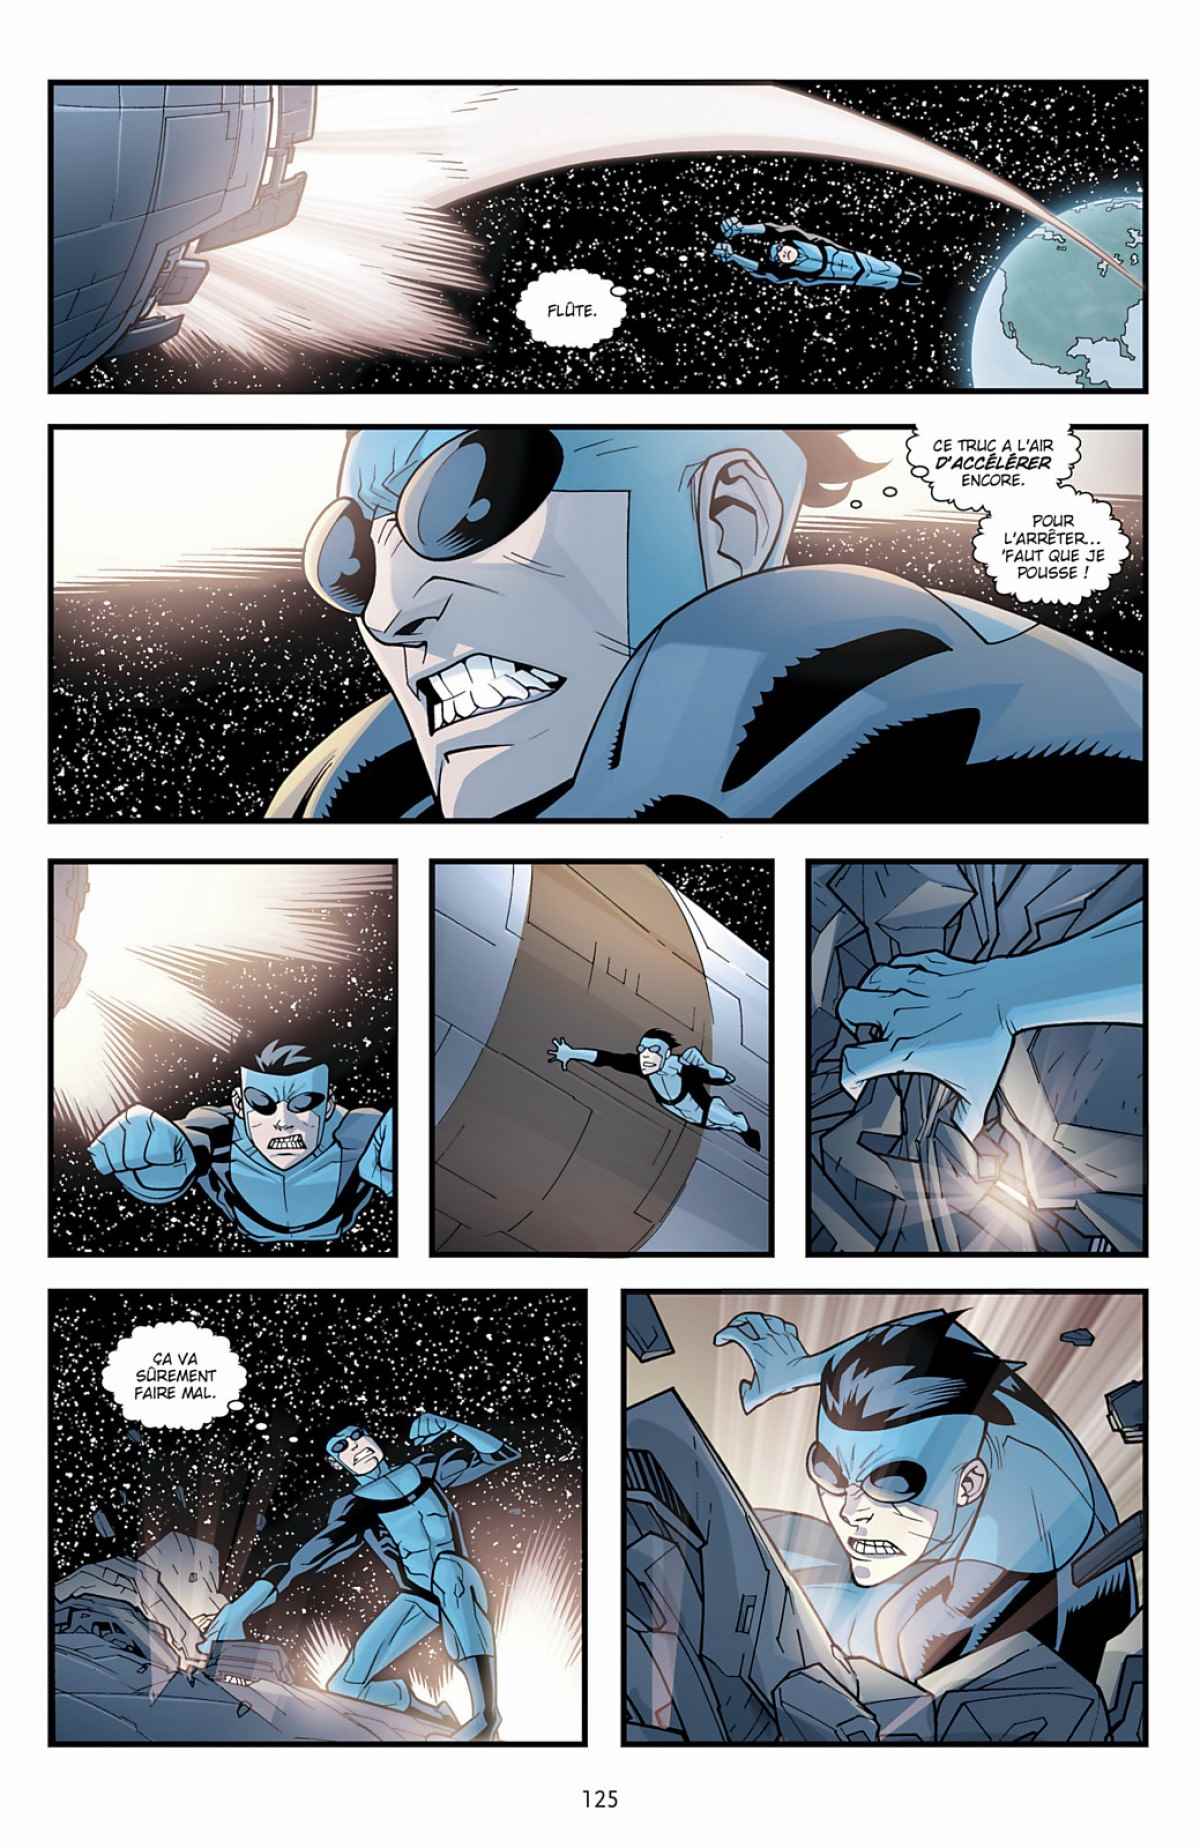 FLÛTE.
CE TRUC A L'AIR
D'ACCÉLÉRER
ENCORE.
POUR
L'ARRÊTER...
'FAUT QUE JE
POUSSE !
ÇA VA
SÛREMENT
FAIRE MAL.
125